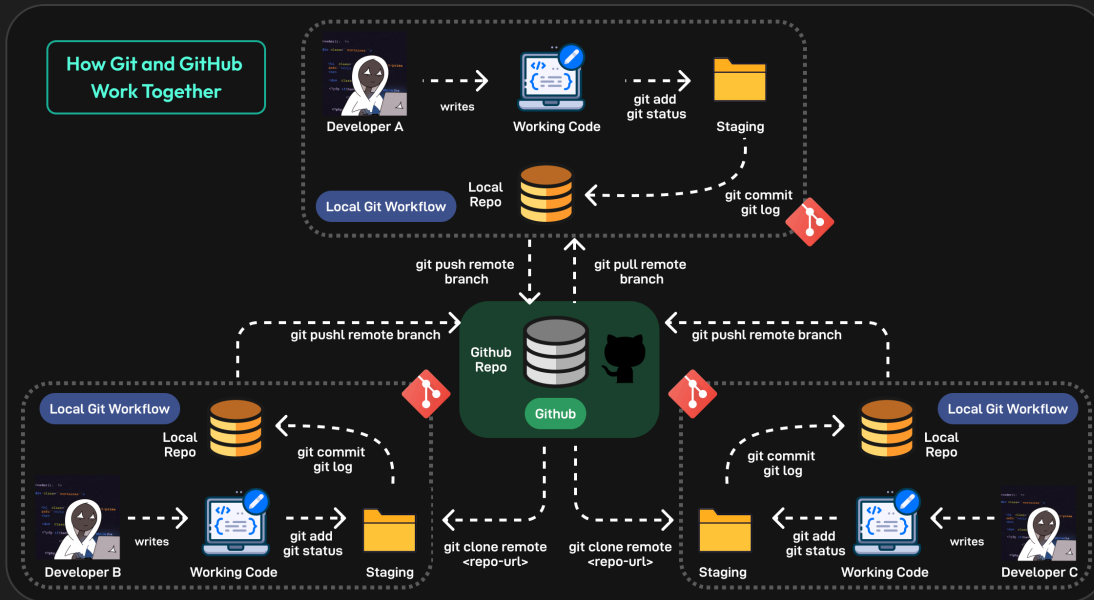 How Git and GitHub
Work Together
Developer A
writes
Working Code
git add
git status
Staging
git commit
git log
Local
Repo
Local Git Workflow
git push remote
branch
git pull remote
branch
git pushl remote branch
git pushl remote branch
Github
Repo
Github
Local Git Workflow
Local
Repo
git commit
git log
Developer B
writes
Working Code
git add
git status
Staging
git clone remote
<repo-url>
git clone remote
<repo-url>
Local Git Workflow
Local
Repo
git commit
git log
Staging
git add
git status
Working Code
writes
Developer C